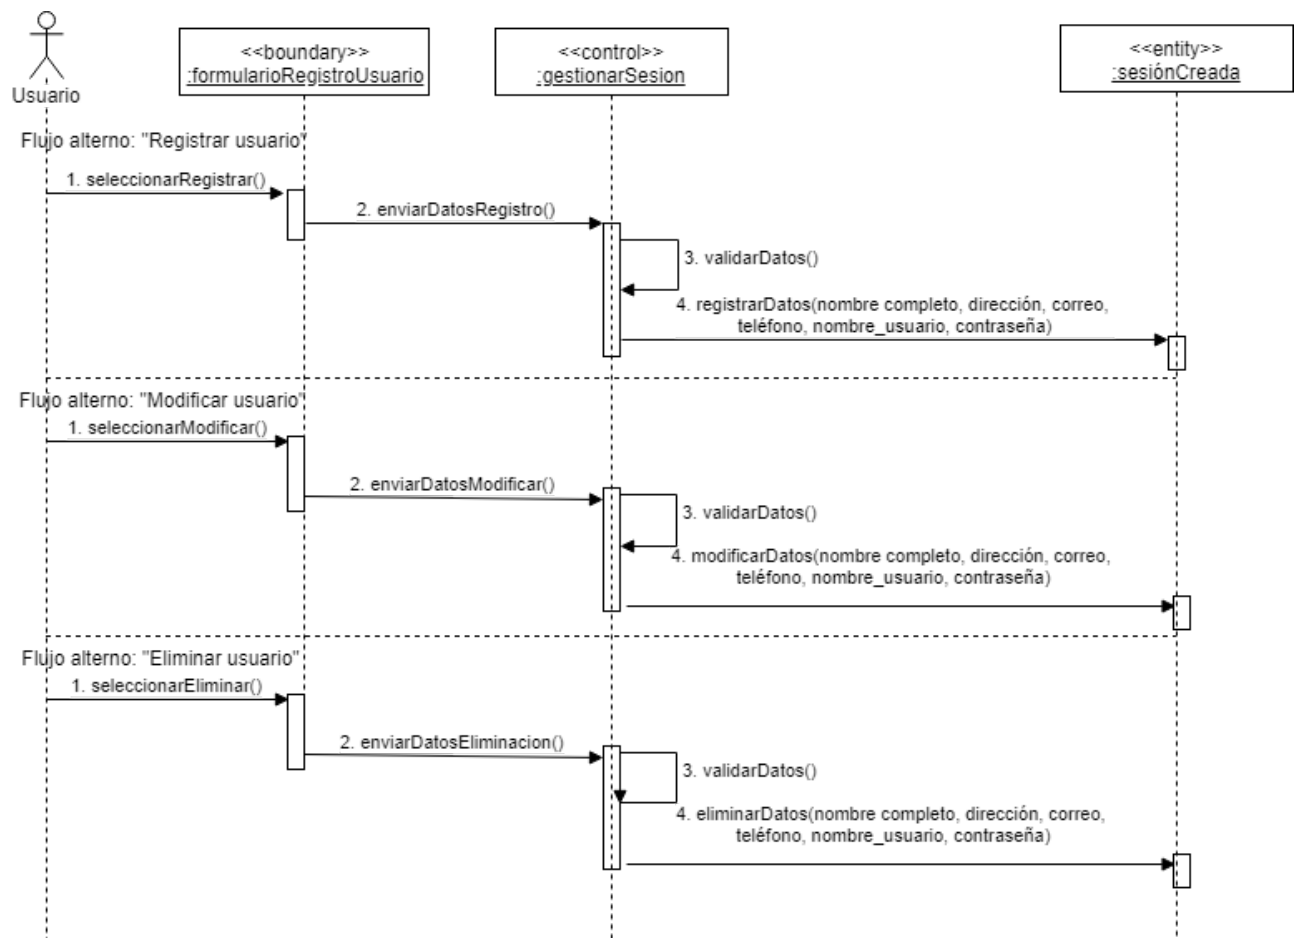 <<boundary>>
:formularioRegistroUsuario
<<control>>
:gestionarSesion
<<entity>>
:sesiónCreada
Usuario
Flujo alterno: "Registrar usuario"
1. seleccionarRegistrar()
2. enviarDatosRegistro()
3. validarDatos()
4. registrarDatos(nombre completo, dirección, correo,
teléfono, nombre_usuario, contraseña)
Flujo alterno: "Modificar usuario"
1. seleccionarModificar()
2. enviarDatosModificar()
3. validarDatos()
4. modificarDatos(nombre completo, dirección, correo,
teléfono, nombre_usuario, contraseña)
Flujo alterno: "Eliminar usuario"
1. seleccionarEliminar()
2. enviarDatosEliminacion()
3. validarDatos()
4. eliminarDatos(nombre completo, dirección, correo,
teléfono, nombre_usuario, contraseña)